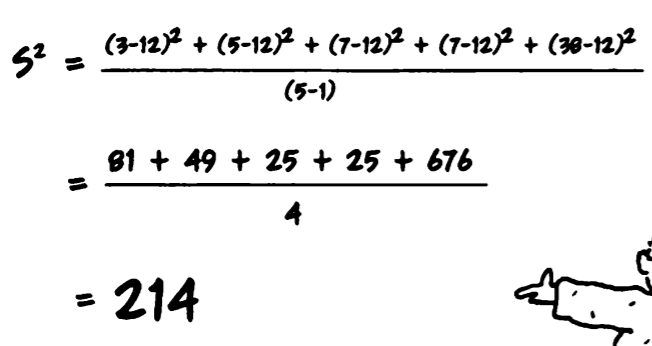 S² = (3-12)² + (5-12)² + (7-12)² + (7-12)² + (38-12)²
(5-1)
= 81 + 49 + 25 + 25 + 676
4
= 214